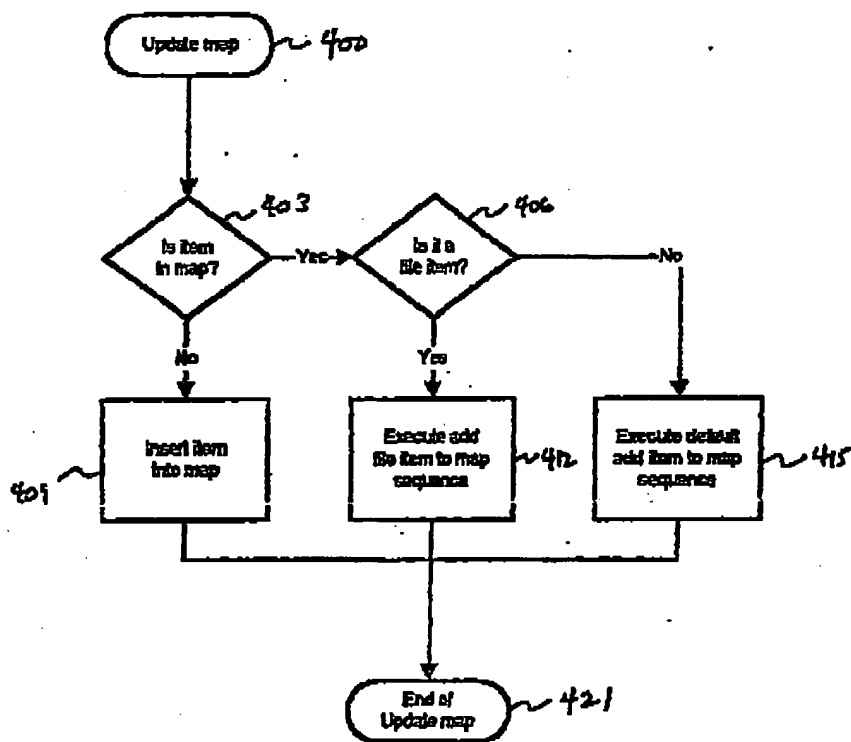 Update map
400
403
406
Is item
in map?
Yes
Is it a
file item?
No
No
Yes
Insert item
into map
409
Execute add
file item to map
sequence
412
Execute default
add item to map
sequence
415
End of
Update map
421